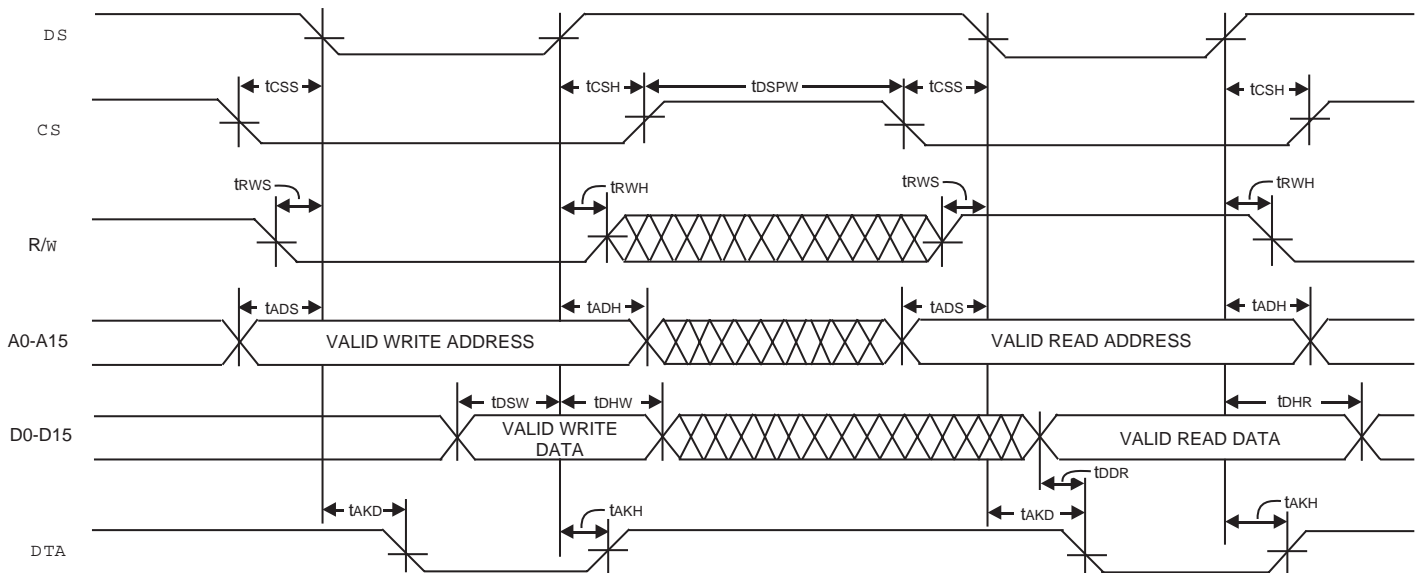 DS
tCSS
tCSH
tDSPW
tCSS
tCSH
CS
tRWS
tRWH
tRWS
tRWH
R/W
tADS
tADH
tADS
tADH
A0-A15
VALID WRITE ADDRESS
VALID READ ADDRESS
tDSW
tDHW
tDHR
D0-D15
VALID WRITE
DATA
VALID READ DATA
tDDR
tAKD
tAKH
tAKD
tAKH
DTA